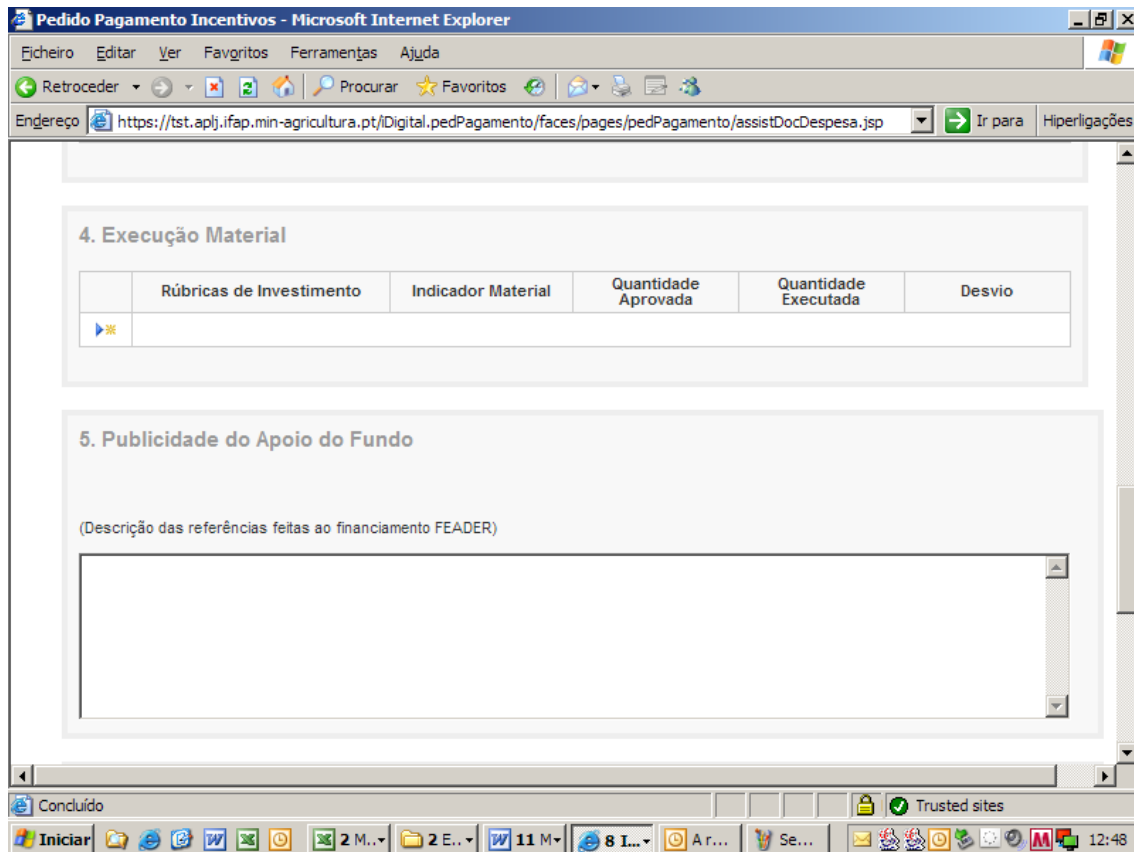 Pedido Pagamento Incentivos - Microsoft Internet Explorer
Ficheiro Editar Ver Favoritos Ferramentas Ajuda
Retroceder Procurar Favoritos
Endereço https://tst.aplj.ifap.min-agricultura.pt/iDigital.pedPagamento/faces/pages/pedPagamento/assistDocDespesa.jsp Ir para Hiperligações
4. Execução Material
Rúbricas de Investimento Indicador Material Quantidade Aprovada Quantidade Executada Desvio
5. Publicidade do Apoio do Fundo
(Descrição das referências feitas ao financiamento FEADER)
Concluído Trusted sites
Iniciar 2 M... 2 E... 11 M 8 I... A r... Se... 12:48